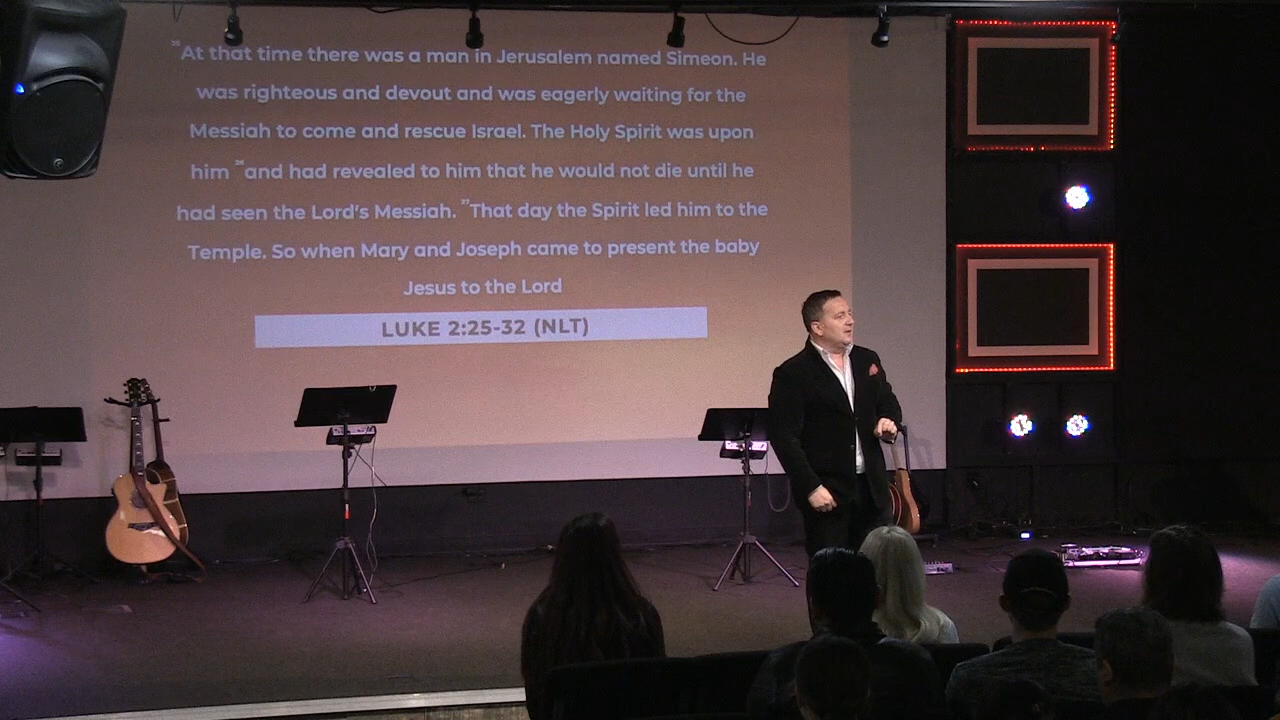 ²⁵At that time there was a man in Jerusalem named Simeon. He
was righteous and devout and was eagerly waiting for the
Messiah to come and rescue Israel. The Holy Spirit was upon
him ²⁶and had revealed to him that he would not die until he
had seen the Lord's Messiah. ²⁷That day the Spirit led him to the
Temple. So when Mary and Joseph came to present the baby
Jesus to the Lord
LUKE 2:25-32 (NLT)